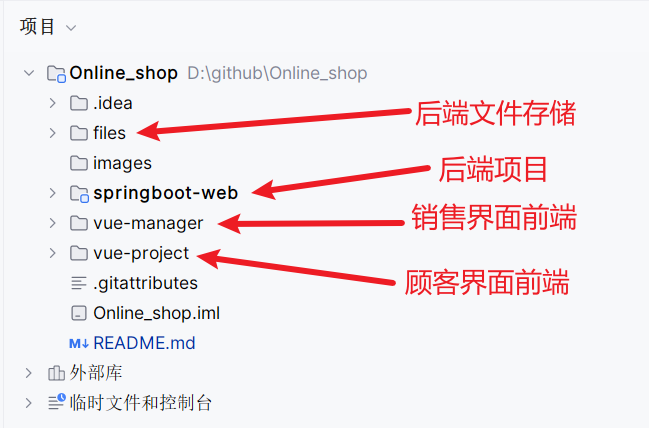 项目
Online_shop D:\github\Online_shop
.idea
files
后端文件存储
images
springboot-web
后端项目
vue-manager
销售界面前端
vue-project
顾客界面前端
.gitattributes
Online_shop.iml
M↓ README.md
外部库
临时文件和控制台